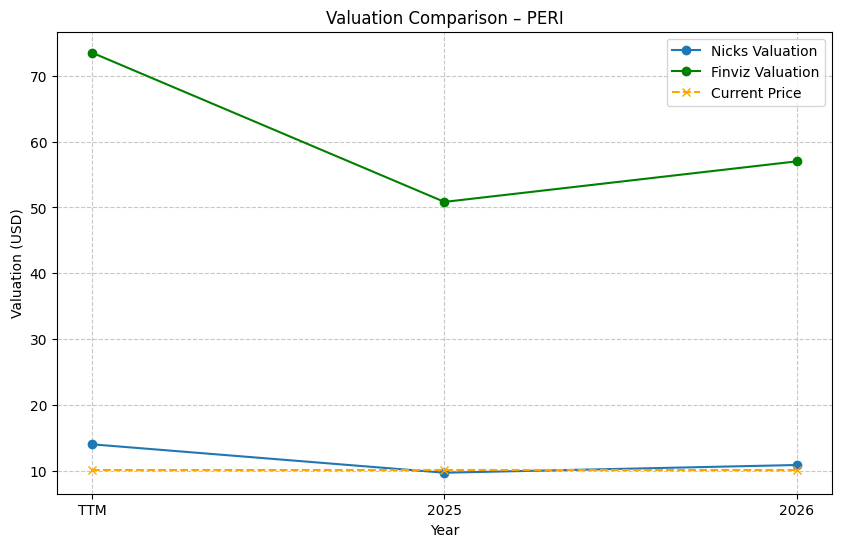 Valuation Comparison – PERI
Nicks Valuation
Finviz Valuation
Current Price
Valuation (USD)
70
60
50
40
30
20
10
TTM
2025
2026
Year